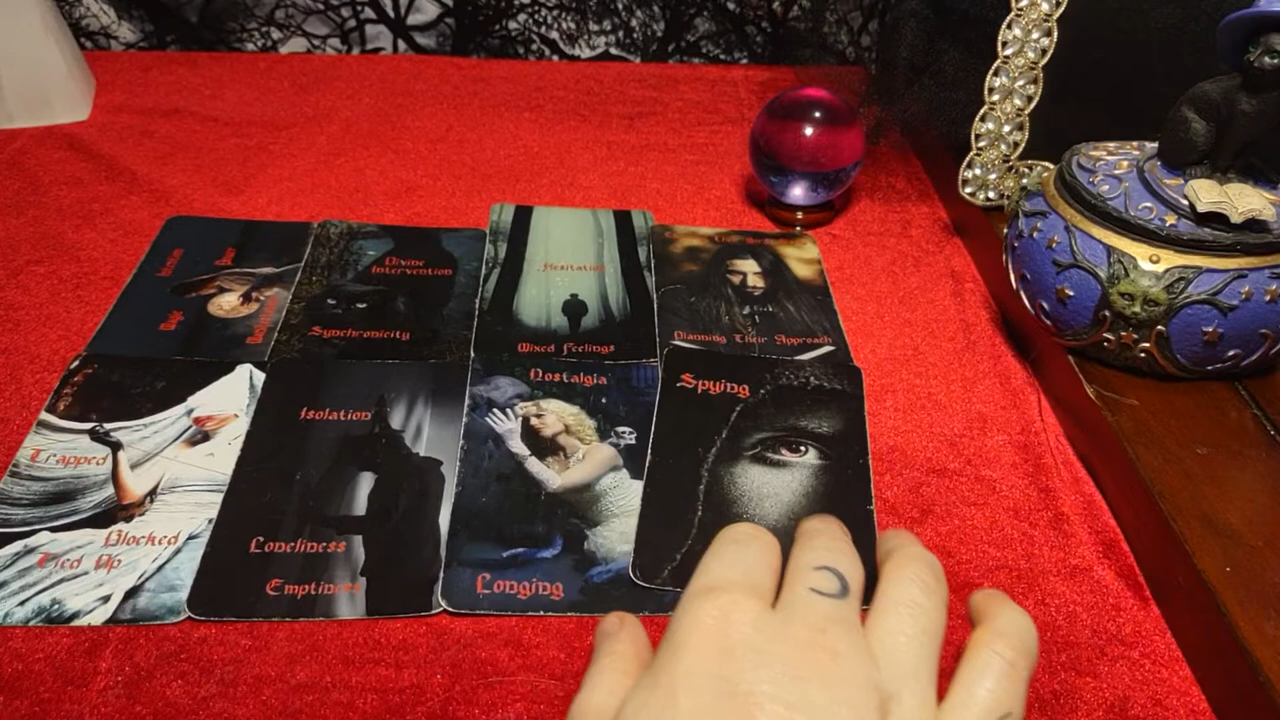 Divine
Intervention
Synchronicity
Hesitation
Mixed Feelings
Planning Their Approach
Trapped
Blocked
Tied Up
Isolation
Loneliness
Emptiness
Nostalgia
Longing
Spying